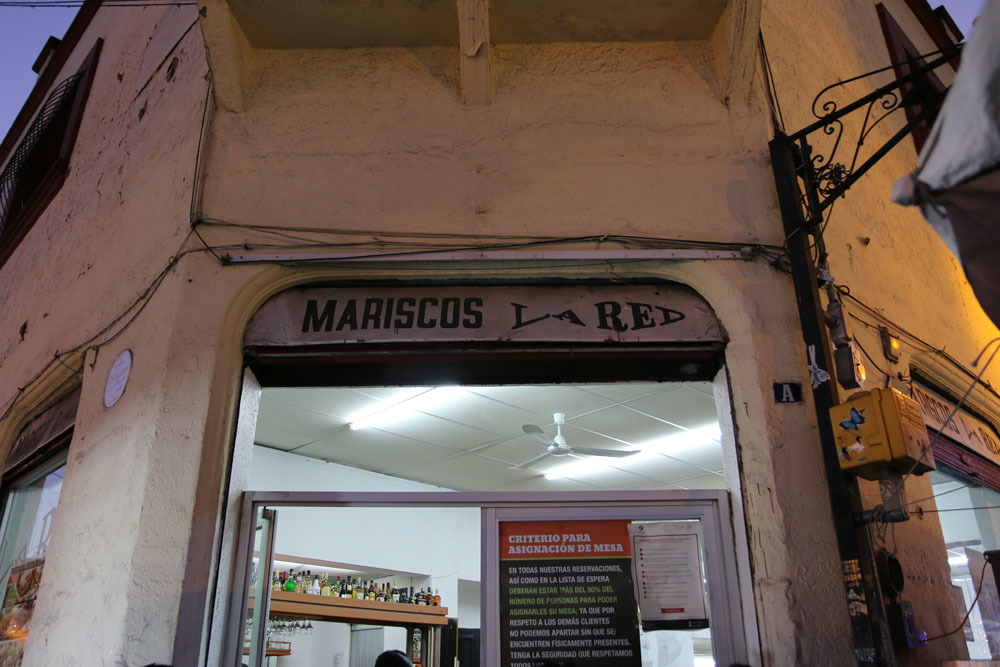 MARISCOS LA RED
A
CRITERIO PARA
ASIGNACIÓN DE MESA
EN TODAS NUESTRAS RESERVACIONES,
ASÍ COMO EN LA LISTA DE ESPERA
DEBERÁN ESTAR MAS DEL 50% DEL
NÚMERO DE PERSONAS PARA PODER
ASIGNARLES SU MESA; YA QUE POR
RESPETO A LOS DEMÁS CLIENTES
NO PODEMOS APARTAR SIN QUE SE
ENCUENTREN FÍSICAMENTE PRESENTES.
TENGA LA SEGURIDAD QUE RESPETAMOS
TODOS